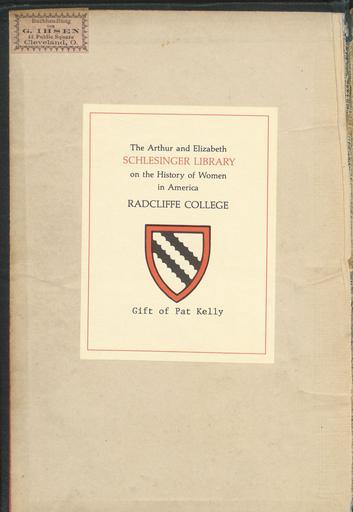 Buchhandlung
von
G. IHSEN
43 Public Square
Cleveland, O.
The Arthur and Elizabeth
SCHLESINGER LIBRARY
on the History of Women
in America
RADCLIFFE COLLEGE
Gift of Pat Kelly